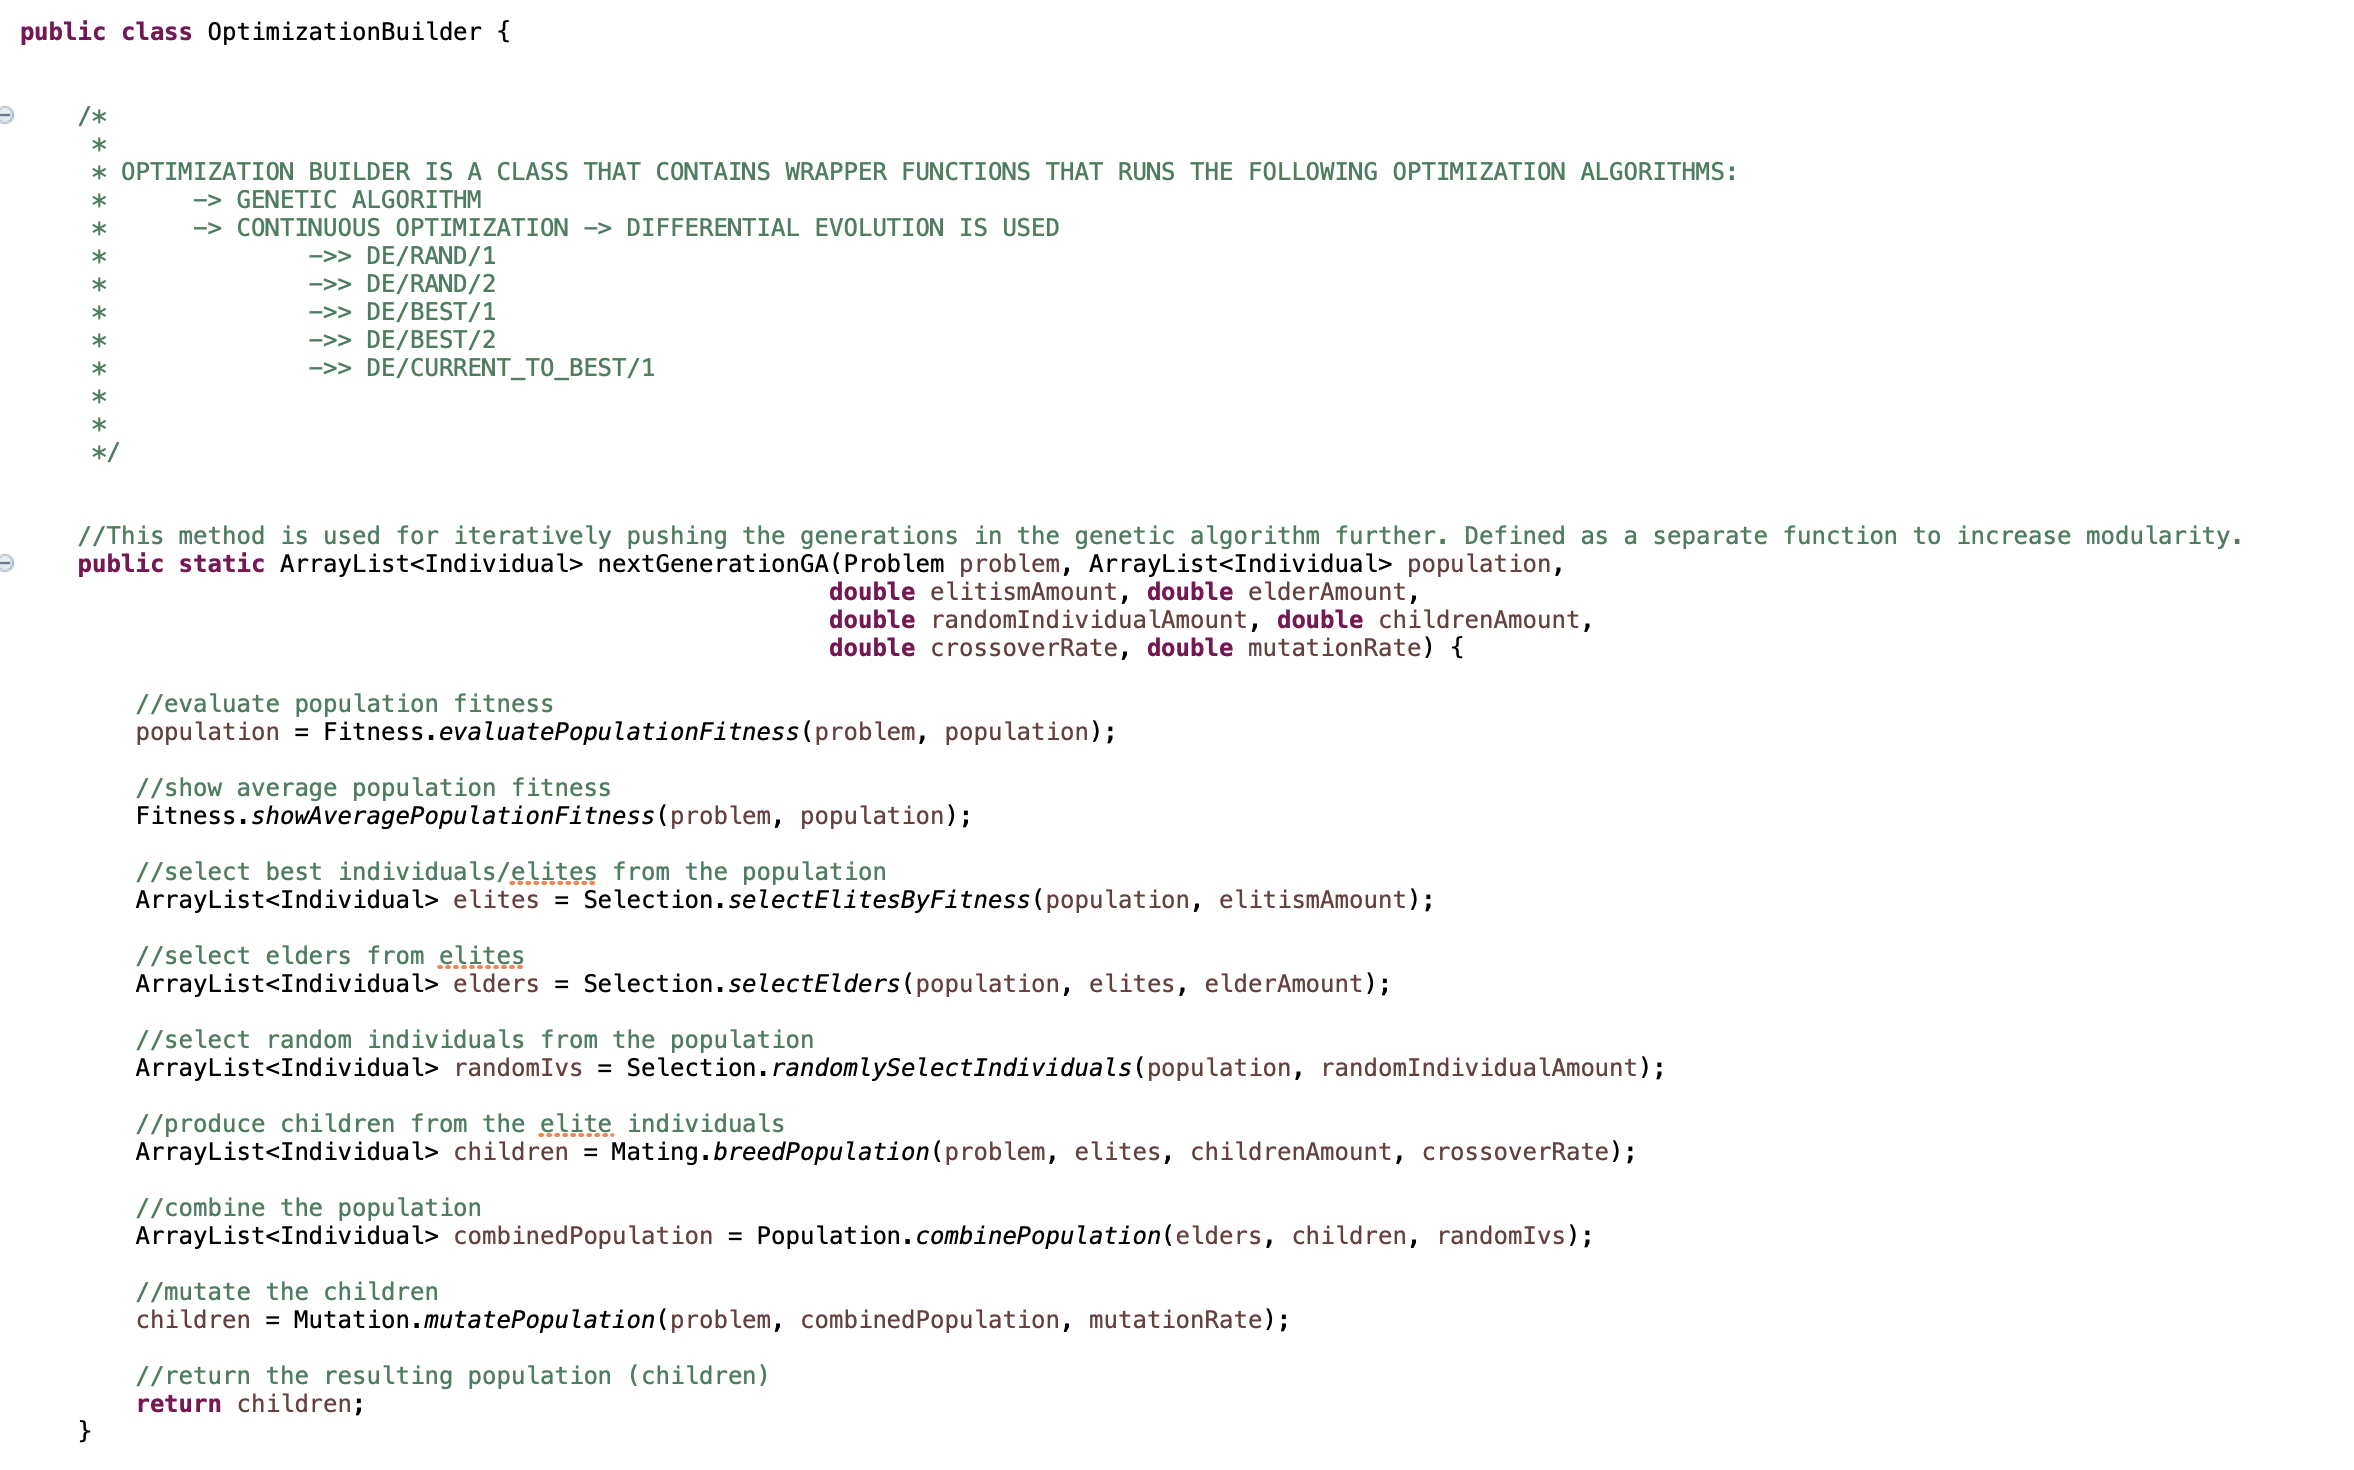 public class OptimizationBuilder {
/*
*
* OPTIMIZATION BUILDER IS A CLASS THAT CONTAINS WRAPPER FUNCTIONS THAT RUNS THE FOLLOWING OPTIMIZATION ALGORITHMS:
* -> GENETIC ALGORITHM
* -> CONTINUOUS OPTIMIZATION -> DIFFERENTIAL EVOLUTION IS USED
* ->> DE/RAND/1
* ->> DE/RAND/2
* ->> DE/BEST/1
* ->> DE/BEST/2
* ->> DE/CURRENT_TO_BEST/1
*
*
*/
//This method is used for iteratively pushing the generations in the genetic algorithm further. Defined as a separate function to increase modularity.
public static ArrayList<Individual> nextGenerationGA(Problem problem, ArrayList<Individual> population,
double elitismAmount, double elderAmount,
double randomIndividualAmount, double childrenAmount,
double crossoverRate, double mutationRate) {
//evaluate population fitness
population = Fitness.evaluatePopulationFitness(problem, population);
//show average population fitness
Fitness.showAveragePopulationFitness(problem, population);
//select best individuals/elites from the population
ArrayList<Individual> elites = Selection.selectElitesByFitness(population, elitismAmount);
//select elders from elites
ArrayList<Individual> elders = Selection.selectElders(population, elites, elderAmount);
//select random individuals from the population
ArrayList<Individual> randomIvs = Selection.randomlySelectIndividuals(population, randomIndividualAmount);
//produce children from the elite individuals
ArrayList<Individual> children = Mating.breedPopulation(problem, elites, childrenAmount, crossoverRate);
//combine the population
ArrayList<Individual> combinedPopulation = Population.combinePopulation(elders, children, randomIvs);
//mutate the children
children = Mutation.mutatePopulation(problem, combinedPopulation, mutationRate);
//return the resulting population (children)
return children;
}